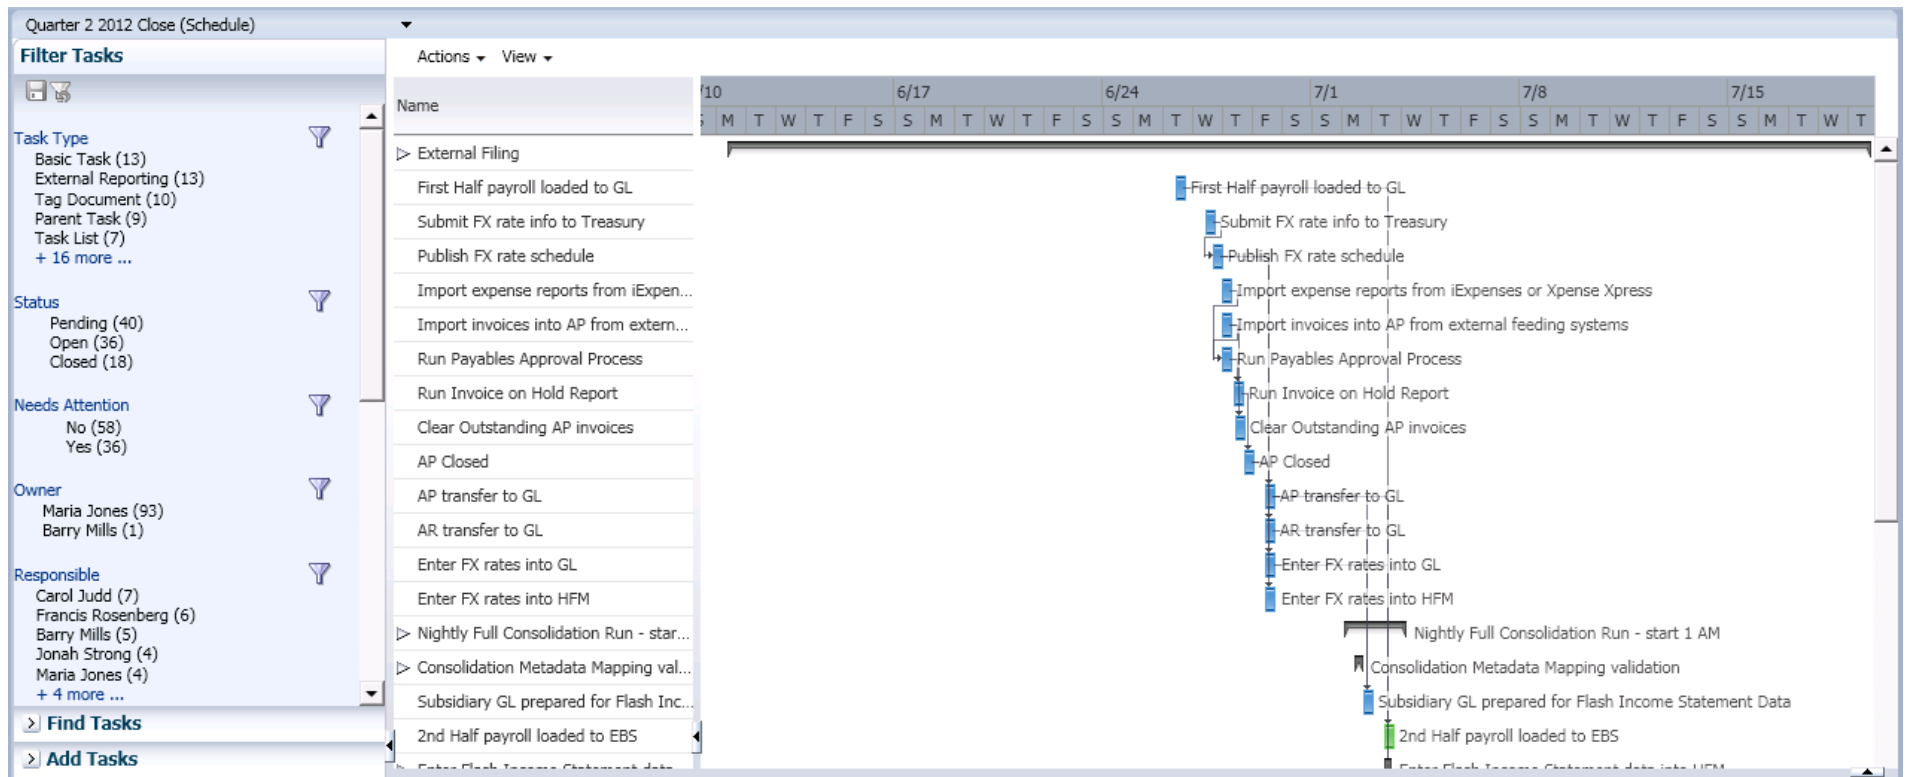 Quarter 2 2012 Close (Schedule)
Filter Tasks
Task Type
Basic Task (13)
External Reporting (13)
Tag Document (10)
Parent Task (9)
Task List (7)
+ 16 more ...
Status
Pending (40)
Open (36)
Closed (18)
Needs Attention
No (58)
Yes (36)
Owner
Maria Jones (93)
Barry Mills (1)
Responsible
Carol Judd (7)
Francis Rosenberg (6)
Barry Mills (5)
Jonah Strong (4)
Maria Jones (4)
+ 4 more ...
Find Tasks
Add Tasks
Actions View
Name
/10 6/17 6/24 7/1 7/8 7/15
M T W T F S S M T W T F S S M T W T F S S M T W T F S S M T W T F S S M T W T
External Filing
First Half payroll loaded to GL
Submit FX rate info to Treasury
Publish FX rate schedule
Import expense reports from iExpen...
Import invoices into AP from extern...
Run Payables Approval Process
Run Invoice on Hold Report
Clear Outstanding AP invoices
AP Closed
AP transfer to GL
AR transfer to GL
Enter FX rates into GL
Enter FX rates into HFM
Nightly Full Consolidation Run - star...
Consolidation Metadata Mapping val...
Subsidiary GL prepared for Flash Inc...
2nd Half payroll loaded to EBS
Enter Flash Income Statement data
First Half payroll loaded to GL
Submit FX rate info to Treasury
Publish FX rate schedule
Import expense reports from iExpenses or Xpense Xpress
Import invoices into AP from external feeding systems
Run Payables Approval Process
Run Invoice on Hold Report
Clear Outstanding AP invoices
AP Closed
AP transfer to GL
AR transfer to GL
Enter FX rates into GL
Enter FX rates into HFM
Nightly Full Consolidation Run - start 1 AM
Consolidation Metadata Mapping validation
Subsidiary GL prepared for Flash Income Statement Data
2nd Half payroll loaded to EBS
Enter Flash Income Statement data into HFM